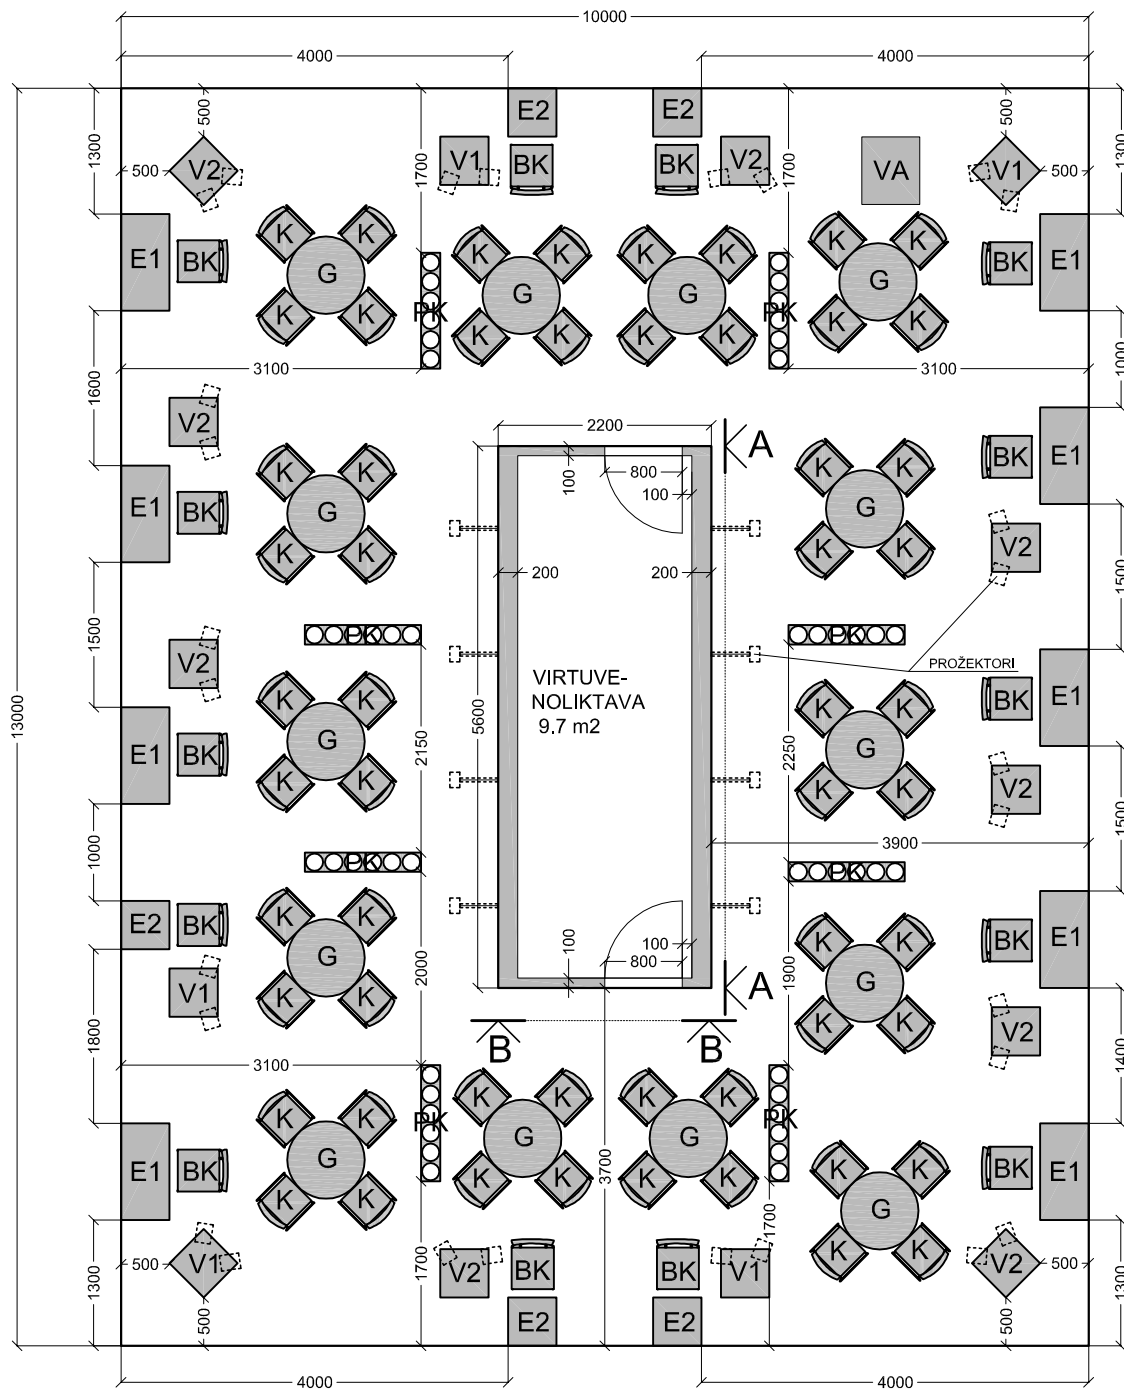 10000
4000 4000
500 500
1300 V2 500 1700 V1 E2 BK E2 BK V2 1700 VA V1 500 1300
E1 BK K K G K K
K K G K K
K K G K K
K K G K K
BK E1
PK PK
3100 3100
1600 1000
V2
2200 A
E1 BK K K G K K
100 800 100
K K G K K BK E1
V2
200 200
1500 1500
PK PK
V2 PROŽEKTORI
VIRTUVE-
NOLIKTAVA
9.7 m2
13000 5600
E1 BK K K G K K
2150 2250
K K G K K BK E1
V2
1000 3900 1500
PK PK
E2 BK K K G K K
V1
100 100 800
K K G K K BK E1
V2
2000 1900 A
1800 B B 1400
3100
E1 BK K K G K K
PK K K G K K
K K G K K PK
K K G K K BK E1
3700
500 V1 1300 500 1700
V2 BK E2
BK E2 V1
1700 V2 500 1300 500
4000 4000